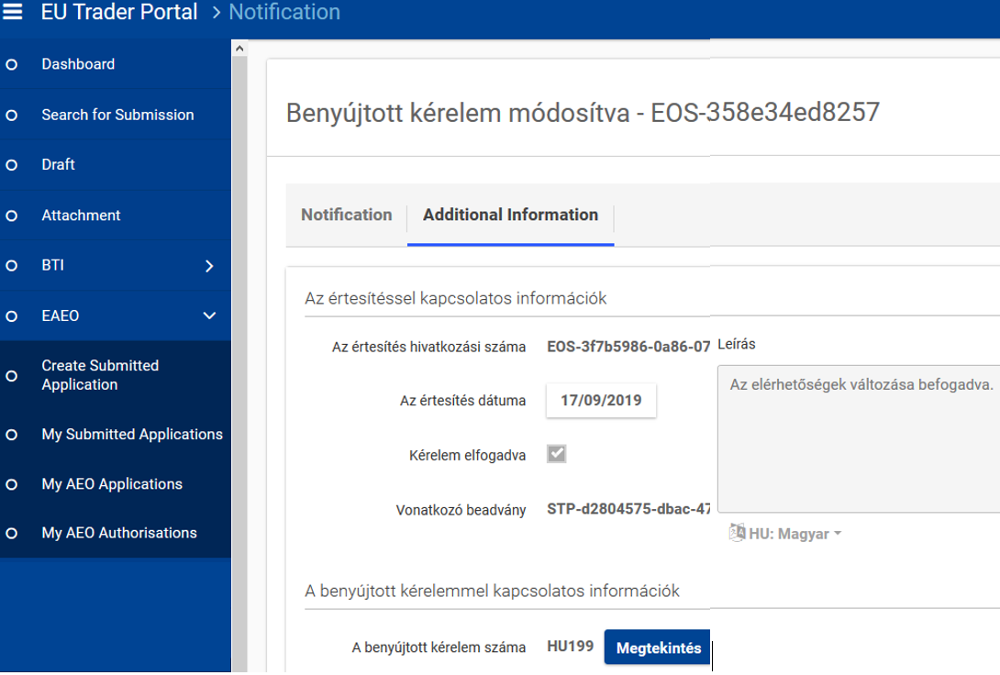 EU Trader Portal > Notification
Dashboard
Search for Submission
Draft
Attachment
BTI
EAEO
Create Submitted
Application
My Submitted Applications
My AEO Applications
My AEO Authorisations
Benyújtott kérelem módosítva - EOS-358e34ed8257
Notification
Additional Information
Az értesítéssel kapcsolatos információk
Az értesítés hivatkozási száma EOS-3f7b5986-0a86-07
Az értesítés dátuma 17/09/2019
Kérelem elfogadva
Vonatkozó beadvány STP-d2804575-dbac-47
Leírás
Az elérhetőségek változása befogadva.
HU: Magyar
A benyújtott kérelemmel kapcsolatos információk
A benyújtott kérelem száma HU199 Megtekintés